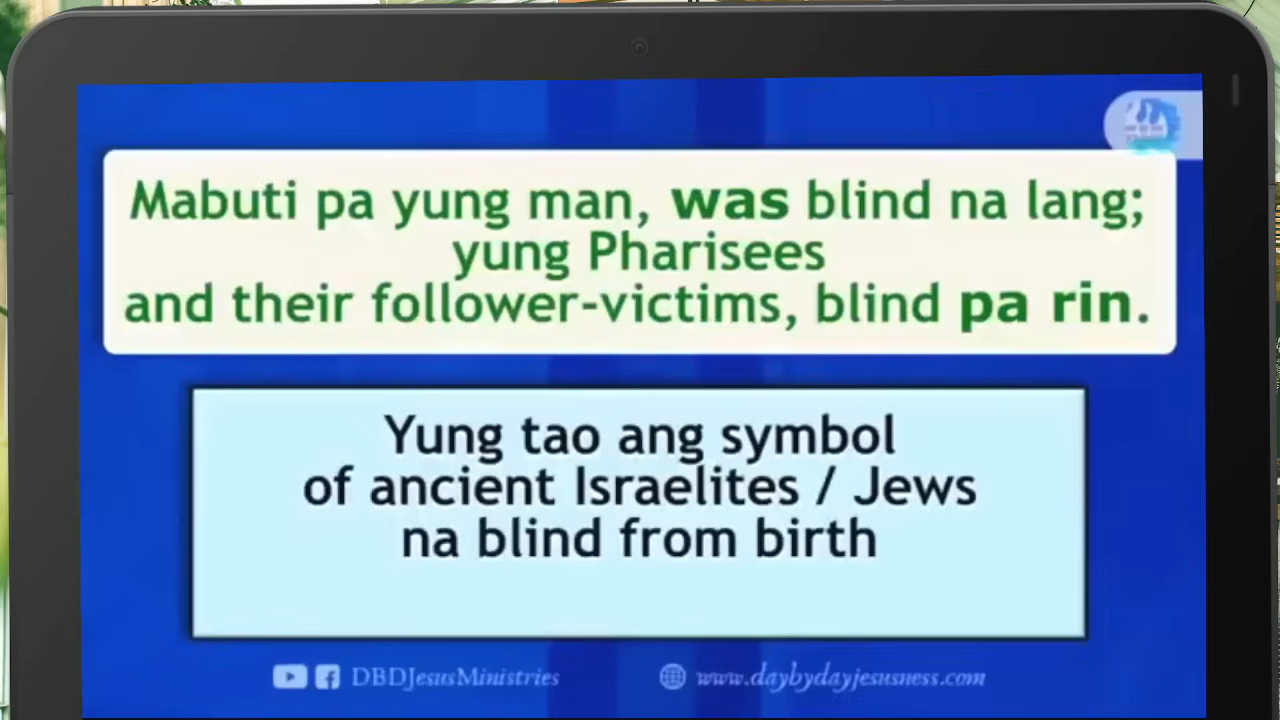 Mabuti pa yung man, was blind na lang;
yung Pharisees
and their follower-victims, blind pa rin.
Yung tao ang symbol
of ancient Israelites / Jews
na blind from birth
DBDJesusMinistries
www.daybydayjesusness.com